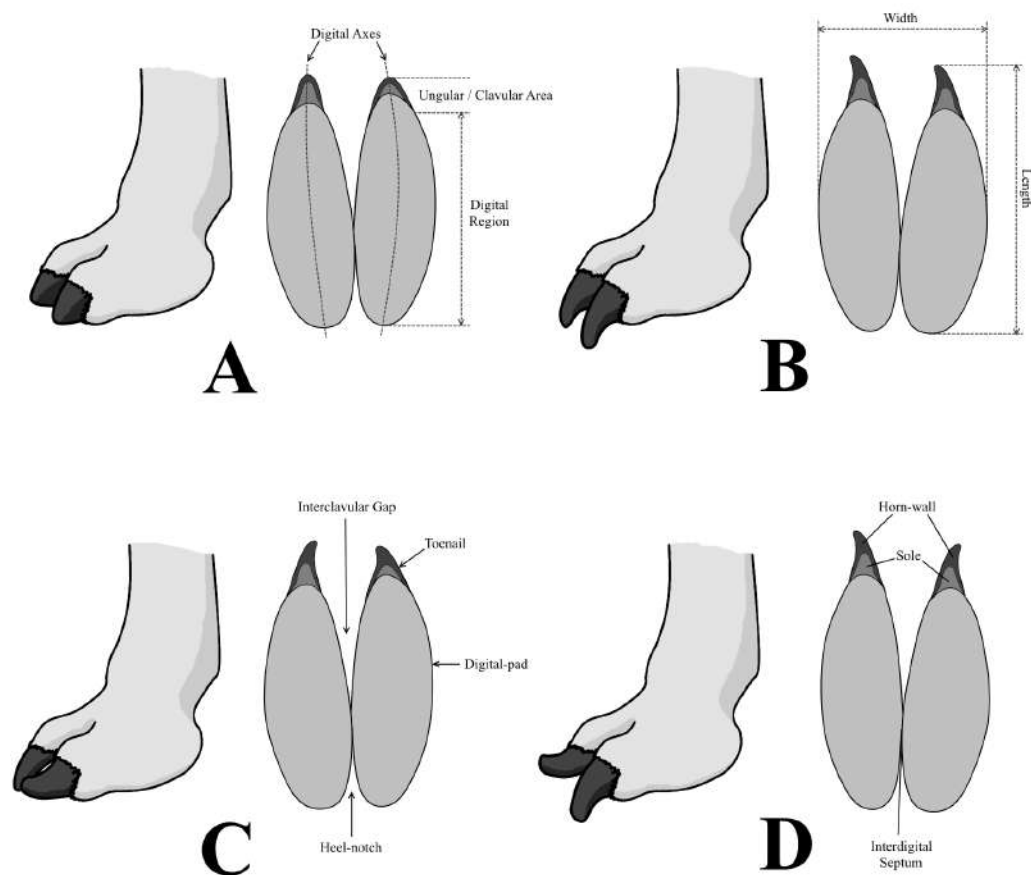 Digital Axes
Ungular / Clavular Area
Digital
Region
A
Width
Length
B
Interclavular Gap
Toenail
Digital-pad
Heel-notch
C
Horn-wall
Sole
Interdigital
Septum
D